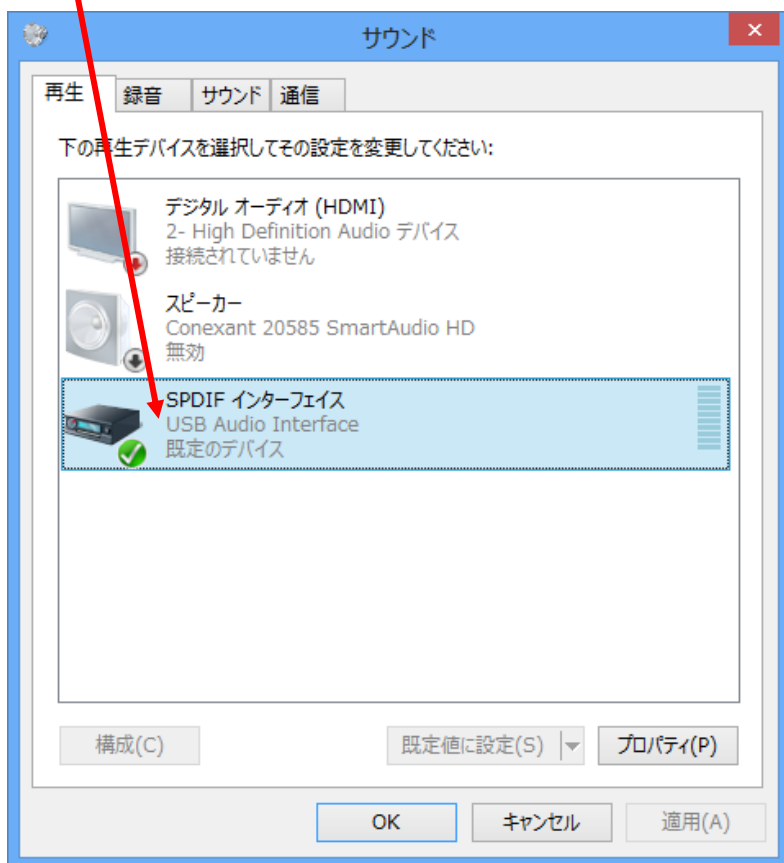 サウンド
再生 録音 サウンド 通信
下の再生デバイスを選択してその設定を変更してください:
デジタル オーディオ (HDMI)
2- High Definition Audio デバイス
接続されていません
スピーカー
Conexant 20585 SmartAudio HD
無効
SPDIF インターフェイス
USB Audio Interface
既定のデバイス
構成(C) 既定値に設定(S) プロパティ(P)
OK キャンセル 適用(A)